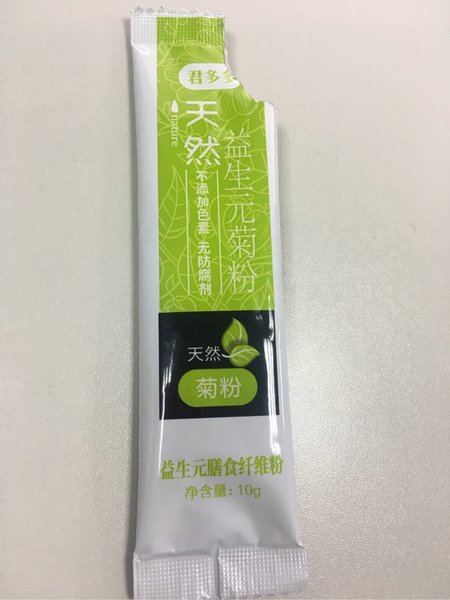 君多多
天然
nature
益生元菊粉
不添加色素 无防腐剂
天然
菊粉
益生元膳食纤维粉
净含量：10g